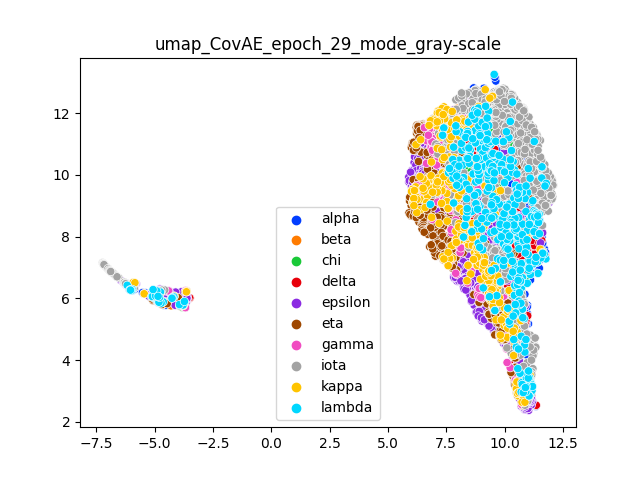 umap_CovAE_epoch_29_mode_gray-scale
12
10
8
6
4
2
alpha
beta
chi
delta
epsilon
eta
gamma
iota
kappa
lambda
−7.5 −5.0 −2.5 0.0 2.5 5.0 7.5 10.0 12.5